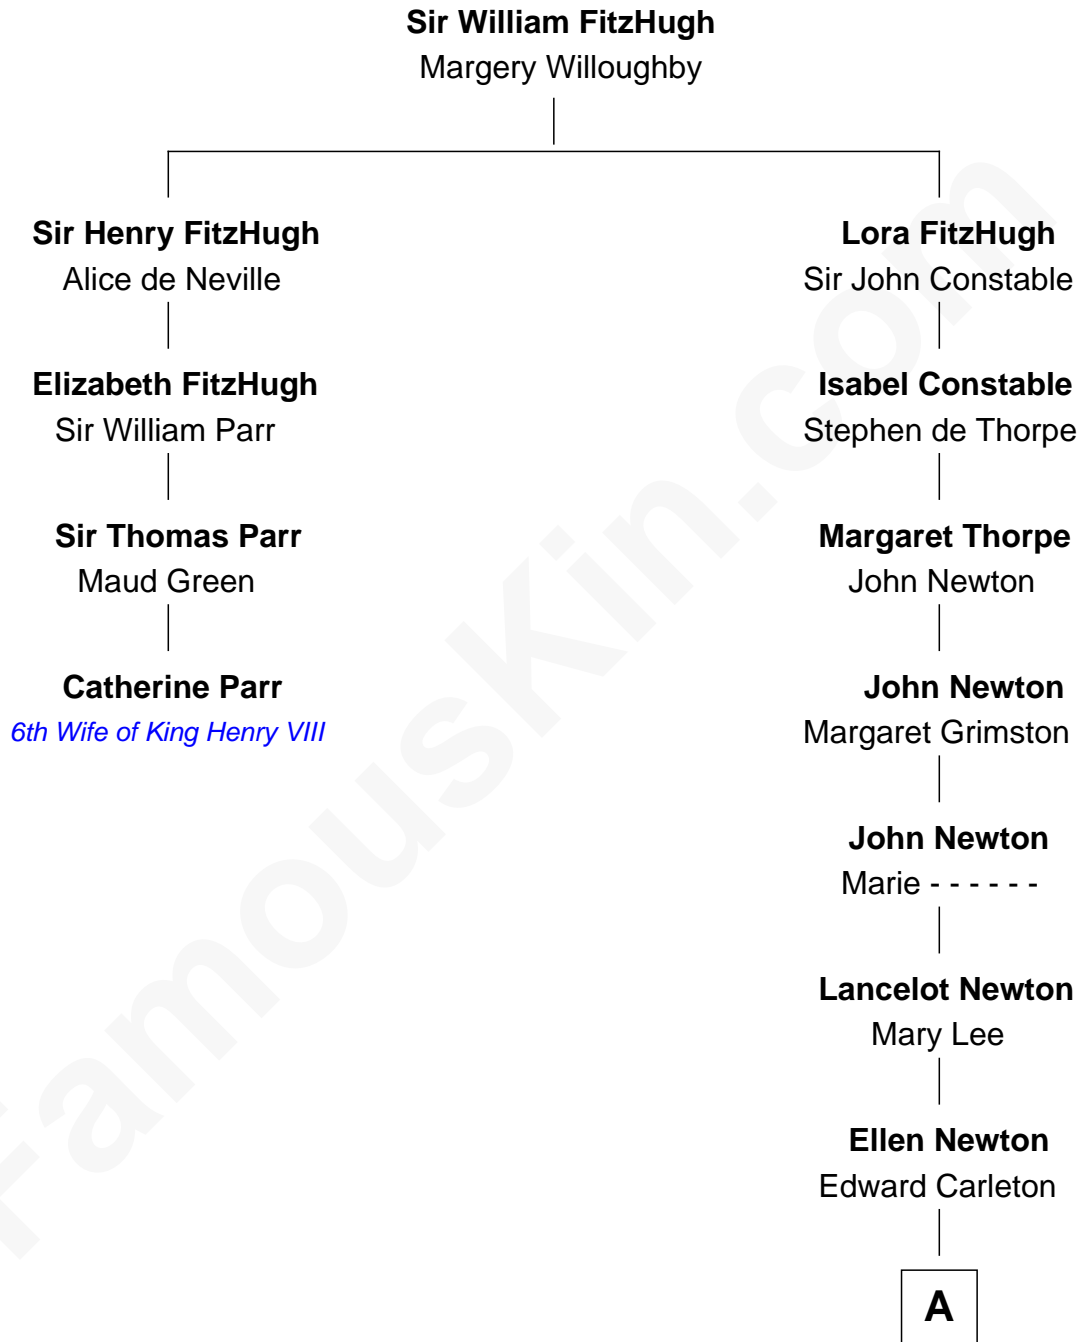 Sir William FitzHugh
Margery Willoughby
Sir Henry FitzHugh
Alice de Neville
Elizabeth FitzHugh
Sir William Parr
Sir Thomas Parr
Maud Green
Catherine Parr
6th Wife of King Henry VIII
Lora FitzHugh
Sir John Constable
Isabel Constable
Stephen de Thorpe
Margaret Thorpe
John Newton
John Newton
Margaret Grimston
John Newton
Marie - - - - - -
Lancelot Newton
Mary Lee
Ellen Newton
Edward Carleton
A
FamousKin.com